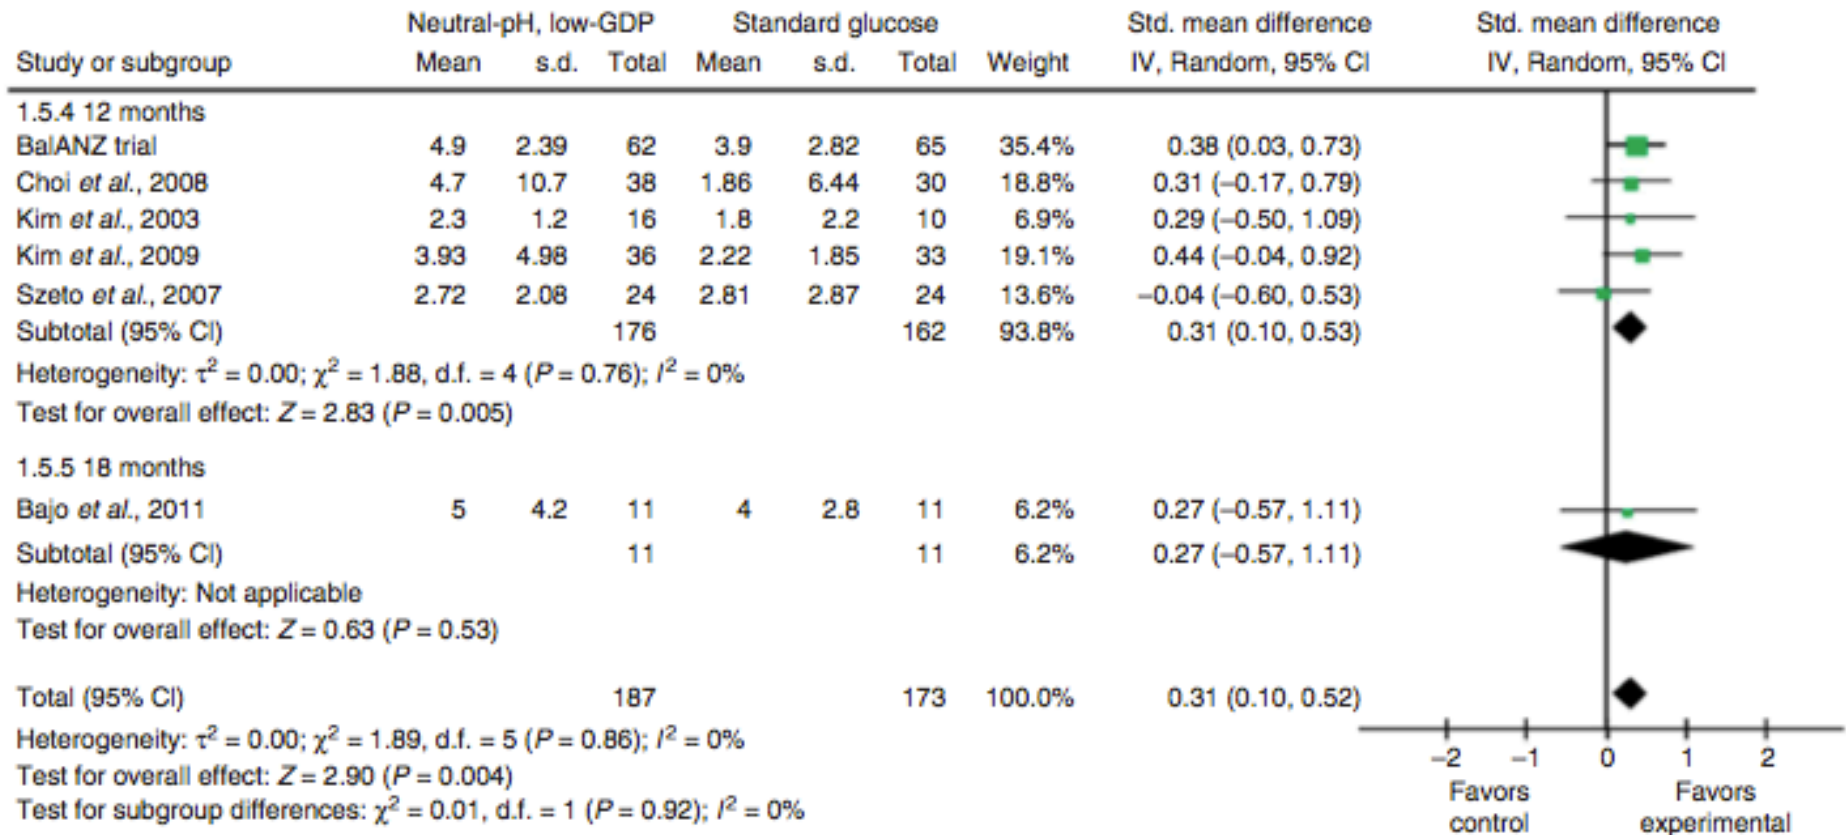 Neutral-pH, low-GDP Standard glucose Std. mean difference Std. mean difference
Study or subgroup Mean s.d. Total Mean s.d. Total Weight IV, Random, 95% CI IV, Random, 95% CI
1.5.4 12 months
BalANZ trial 4.9 2.39 62 3.9 2.82 65 35.4% 0.38 (0.03, 0.73)
Choi et al., 2008 4.7 10.7 38 1.86 6.44 30 18.8% 0.31 (–0.17, 0.79)
Kim et al., 2003 2.3 1.2 16 1.8 2.2 10 6.9% 0.29 (–0.50, 1.09)
Kim et al., 2009 3.93 4.98 36 2.22 1.85 33 19.1% 0.44 (–0.04, 0.92)
Szeto et al., 2007 2.72 2.08 24 2.81 2.87 24 13.6% –0.04 (–0.60, 0.53)
Subtotal (95% CI) 176 162 93.8% 0.31 (0.10, 0.53)
Heterogeneity: τ² = 0.00; χ² = 1.88, d.f. = 4 (P = 0.76); I² = 0%
Test for overall effect: Z = 2.83 (P = 0.005)
1.5.5 18 months
Bajo et al., 2011 5 4.2 11 4 2.8 11 6.2% 0.27 (–0.57, 1.11)
Subtotal (95% CI) 11 11 6.2% 0.27 (–0.57, 1.11)
Heterogeneity: Not applicable
Test for overall effect: Z = 0.63 (P = 0.53)
Total (95% CI) 187 173 100.0% 0.31 (0.10, 0.52)
Heterogeneity: τ² = 0.00; χ² = 1.89, d.f. = 5 (P = 0.86); I² = 0%
Test for overall effect: Z = 2.90 (P = 0.004)
Test for subgroup differences: χ² = 0.01, d.f. = 1 (P = 0.92); I² = 0%
–2 –1 0 1 2
Favors Favors
control experimental